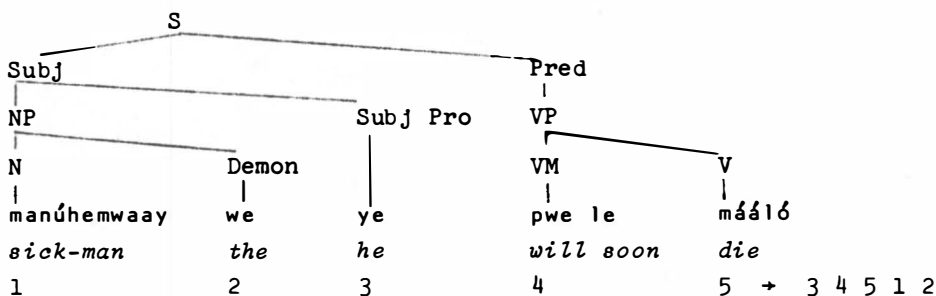 S
Subj Pred
NP Subj Pro VP
N Demon VM V
manúhemwaay we ye pwe le mááló
sick-man the he will soon die
1 2 3 4 5 → 3 4 5 1 2